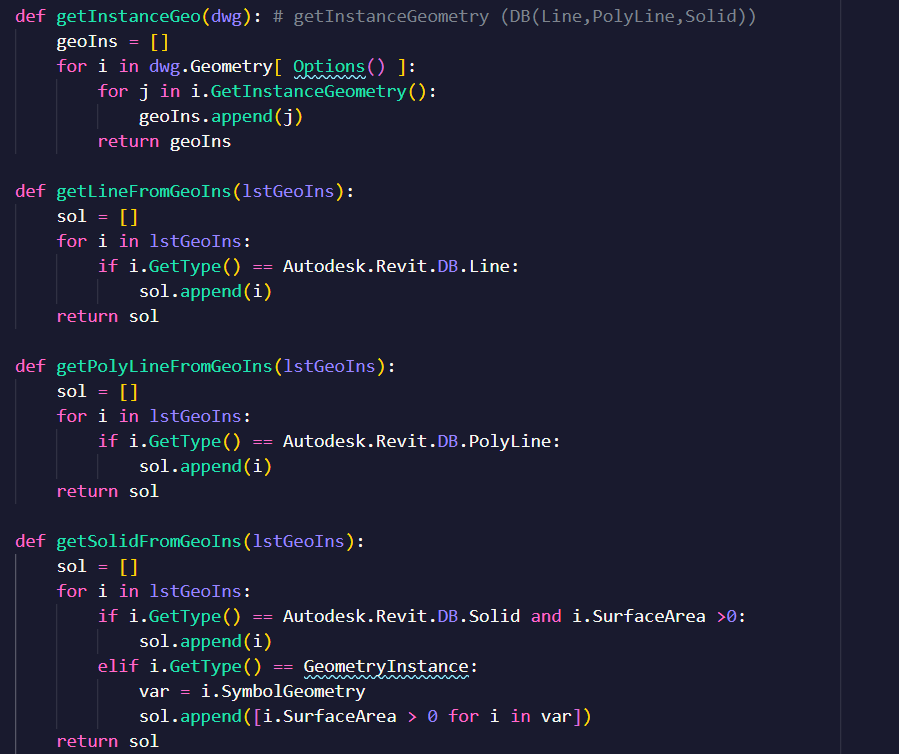 def getInstanceGeo(dwg): # getInstanceGeometry (DB(Line,PolyLine,Solid))
    geoIns = []
    for i in dwg.Geometry[ Options() ]:
        for j in i.GetInstanceGeometry():
            geoIns.append(j)
        return geoIns

def getLineFromGeoIns(lstGeoIns):
    sol = []
    for i in lstGeoIns:
        if i.GetType() == Autodesk.Revit.DB.Line:
            sol.append(i)
    return sol

def getPolyLineFromGeoIns(lstGeoIns):
    sol = []
    for i in lstGeoIns:
        if i.GetType() == Autodesk.Revit.DB.PolyLine:
            sol.append(i)
    return sol

def getSolidFromGeoIns(lstGeoIns):
    sol = []
    for i in lstGeoIns:
        if i.GetType() == Autodesk.Revit.DB.Solid and i.SurfaceArea >0:
            sol.append(i)
        elif i.GetType() == GeometryInstance:
            var = i.SymbolGeometry
            sol.append([i.SurfaceArea > 0 for i in var])
    return sol